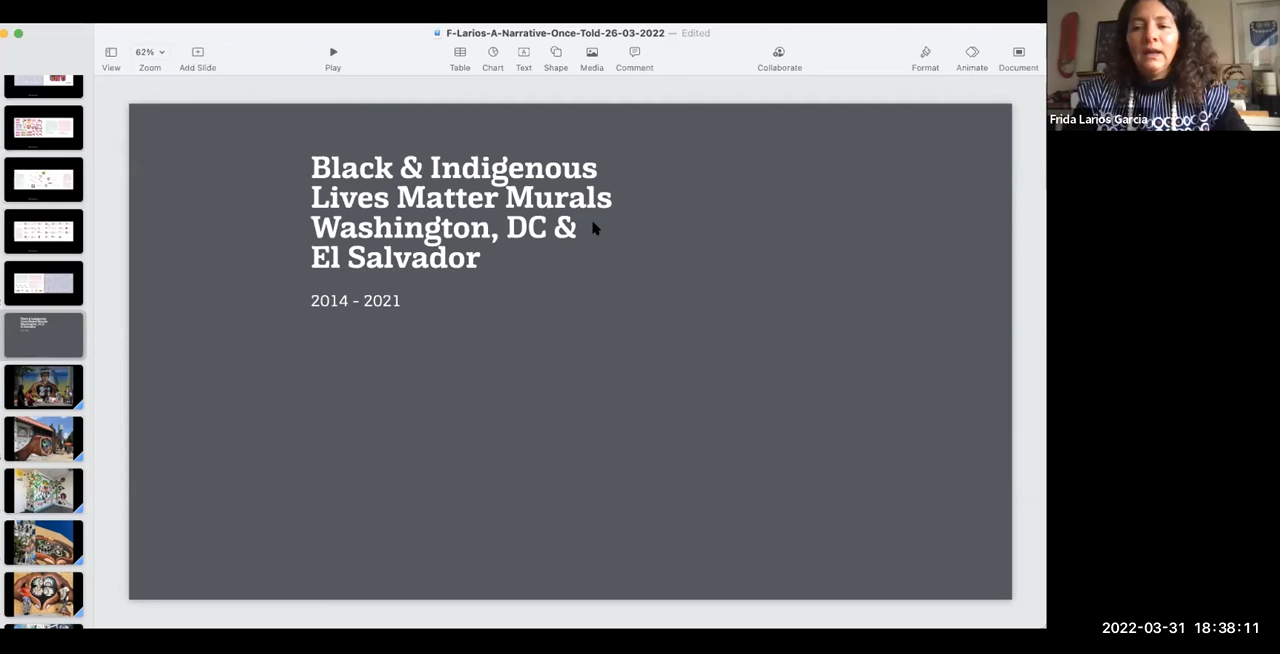 F-Larios-A-Narrative-Once-Told-26-03-2022 — Edited
View
62%
Zoom
Add Slide
Play
Table
Chart
Text
Shape
Media
Comment
Collaborate
Format
Animate
Document
Black & Indigenous
Lives Matter Murals
Washington, DC &
El Salvador
2014 - 2021
Frida Larios Garcia
2022-03-31 18:38:11